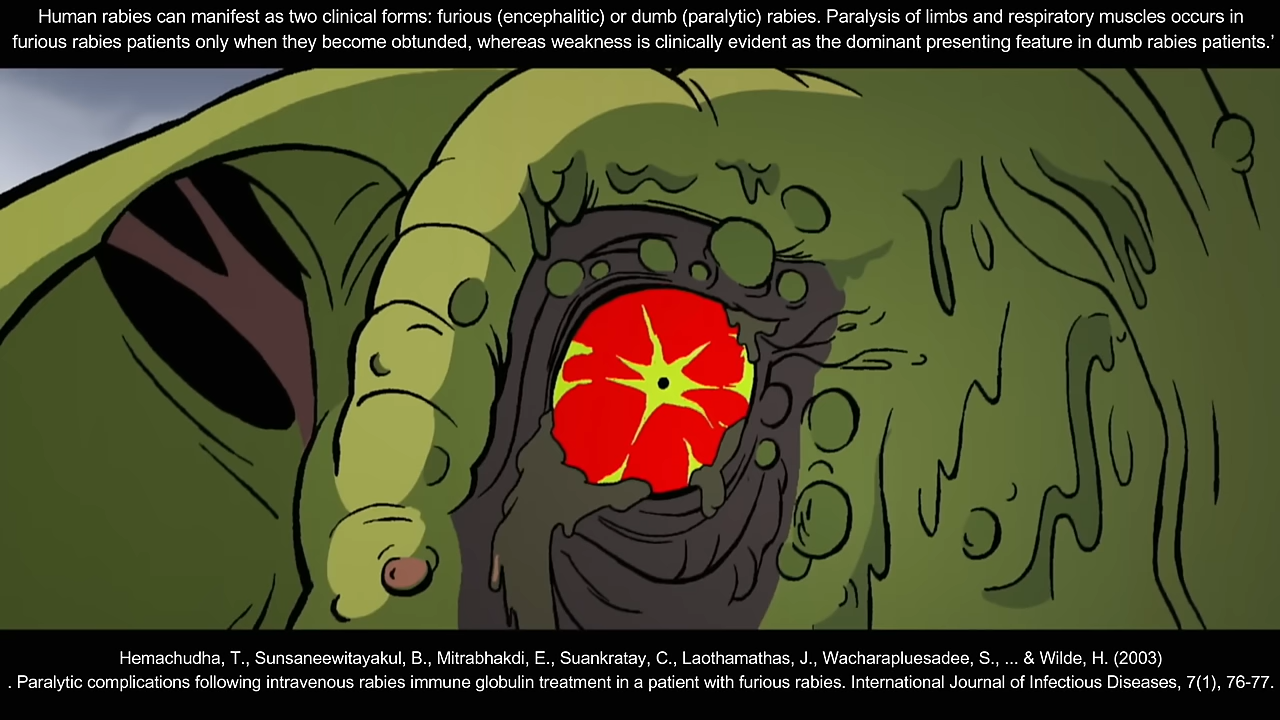 Human rabies can manifest as two clinical forms: furious (encephalitic) or dumb (paralytic) rabies. Paralysis of limbs and respiratory muscles occurs in
furious rabies patients only when they become obtunded, whereas weakness is clinically evident as the dominant presenting feature in dumb rabies patients.'
Hemachudha, T., Sunsaneewitayakul, B., Mitrabhakdi, E., Suankratay, C., Laothamathas, J., Wacharapluesadee, S., ... & Wilde, H. (2003)
. Paralytic complications following intravenous rabies immune globulin treatment in a patient with furious rabies. International Journal of Infectious Diseases, 7(1), 76-77.